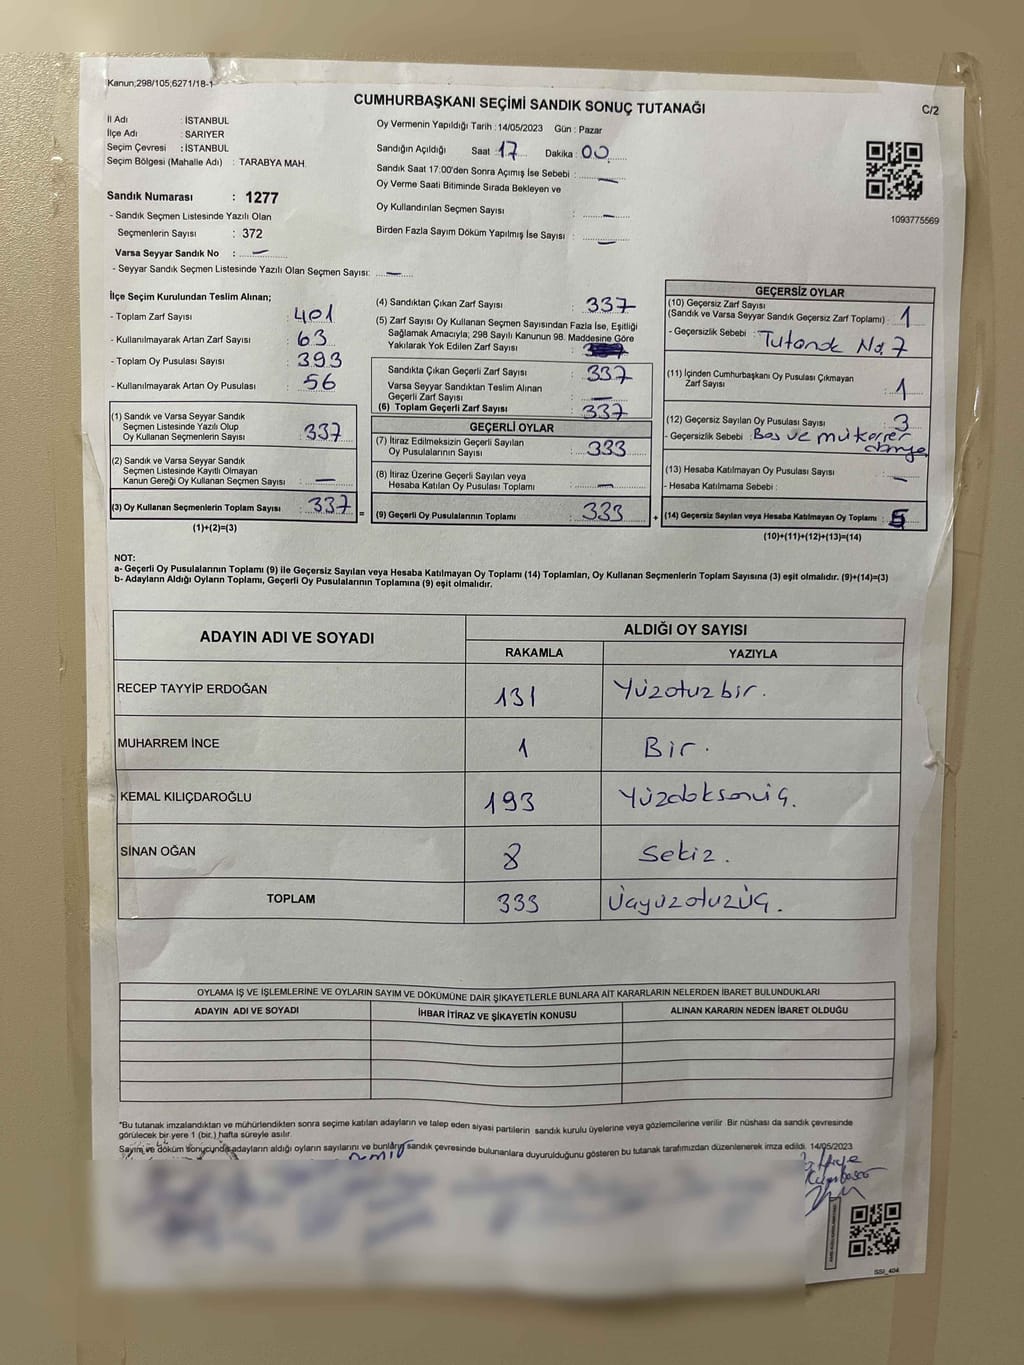 Kanun;298/105;6271/18-1
CUMHURBAŞKANI SEÇİMİ SANDIK SONUÇ TUTANAĞI
C/2
İl Adı : İSTANBUL
İlçe Adı : SARIYER
Seçim Çevresi : İSTANBUL
Seçim Bölgesi (Mahalle Adı) : TARABYA MAH.
Sandık Numarası : 1277
- Sandık Seçmen Listesinde Yazılı Olan
Seçmenlerin Sayısı : 372
Varsa Seyyar Sandık No : —
- Seyyar Sandık Seçmen Listesinde Yazılı Olan Seçmen Sayısı: —
Oy Vermenin Yapıldığı Tarih : 14/05/2023 Gün : Pazar
Sandığın Açıldığı Saat : 17 Dakika : 00
Sandık Saat 17:00'den Sonra Açımış İse Sebebi : —
Oy Verme Saati Bitiminde Sırada Bekleyen ve
Oy Kullandırılan Seçmen Sayısı : —
Birden Fazla Sayım Döküm Yapılmış İse Sayısı : —
1093775569
İlçe Seçim Kurulundan Teslim Alınan;
- Toplam Zarf Sayısı : 401
- Kullanılmayarak Artan Zarf Sayısı : 63
- Toplam Oy Pusulası Sayısı : 393
- Kullanılmayarak Artan Oy Pusulası : 56
(1) Sandık ve Varsa Seyyar Sandık
Seçmen Listesinde Yazılı Olup
Oy Kullanan Seçmenlerin Sayısı : 337
(2) Sandık ve Varsa Seyyar Sandık
Seçmen Listesinde Kayıtlı Olmayan
Kanun Gereği Oy Kullanan Seçmen Sayısı : —
(3) Oy Kullanan Seçmenlerin Toplam Sayısı : 337
(1)+(2)=(3)
(4) Sandıktan Çıkan Zarf Sayısı : 337
(5) Zarf Sayısı Oy Kullanan Seçmen Sayısından Fazla İse, Eşitliği
Sağlamak Amacıyla, 298 Sayılı Kanunun 98. Maddesine Göre
Yakılarak Yok Edilen Zarf Sayısı :
Sandıkta Çıkan Geçerli Zarf Sayısı : 337
Varsa Seyyar Sandıktan Teslim Alınan
Geçerli Zarf Sayısı : —
(6) Toplam Geçerli Zarf Sayısı : 337
GEÇERLİ OYLAR
(7) İtiraz Edilmeksizin Geçerli Sayılan
Oy Pusulalarının Sayısı : 333
(8) İtiraz Üzerine Geçerli Sayılan veya
Hesaba Katılan Oy Pusulası Toplamı : —
(9) Geçerli Oy Pusulalarının Toplamı : 333
GEÇERSİZ OYLAR
(10) Geçersiz Zarf Sayısı
(Sandık ve Varsa Seyyar Sandık Geçersiz Zarf Toplamı) : 1
- Geçersizlik Sebebi : Tutanak No, 7
(11) İçinden Cumhurbaşkanı Oy Pusulası Çıkmayan
Zarf Sayısı : 1
(12) Geçersiz Sayılan Oy Pusulası Sayısı : 3
- Geçersizlik Sebebi : Boş ve mükerrer
(13) Hesaba Katılmayan Oy Pusulası Sayısı : —
- Hesaba Katılmama Sebebi :
(14) Geçersiz Sayılan veya Hesaba Katılmayan Oy Toplamı : 5
(10)+(11)+(12)+(13)=(14)
NOT:
a- Geçerli Oy Pusulalarının Toplamı (9) ile Geçersiz Sayılan veya Hesaba Katılmayan Oy Toplamı (14) Toplamları, Oy Kullanan Seçmenlerin Toplam Sayısına (3) eşit olmalıdır. (9)+(14)=(3)
b- Adayların Aldığı Oyların Toplamı, Geçerli Oy Pusulalarının Toplamına (9) eşit olmalıdır.
ADAYIN ADI VE SOYADI
ALDIĞI OY SAYISI
RAKAMLA YAZIYLA
RECEP TAYYİP ERDOĞAN 131 Yüzotuzbir.
MUHARREM İNCE 1 Bir.
KEMAL KILIÇDAROĞLU 193 Yüzdoksanüç.
SİNAN OĞAN 8 Sekiz.
TOPLAM 333 Üçyüzotuzüç.
OYLAMA İŞ VE İŞLEMLERİNE VE OYLARIN SAYIM VE DÖKÜMÜNE DAİR ŞİKAYETLERLE BUNLARA AİT KARARLARIN NELERDEN İBARET BULUNDUKLARI
ADAYIN ADI VE SOYADI İHBAR İTİRAZ VE ŞİKAYETİN KONUSU ALINAN KARARIN NEDEN İBARET OLDUĞU
*Bu tutanak imzalandıktan ve mühürlendikten sonra seçime katılan adayların ve talep eden siyasi partilerin sandık kurulu üyelerine veya gözlemcilerine verilir. Bir nüshası da sandık çevresinde
görülecek bir yere 1 (bir.) hafta süreyle asılır.
Sayım ve döküm sonucunda adayların aldığı oyların sayılarını ve bunların sandık çevresinde bulunanlara duyurulduğunu gösteren bu tutanak tarafımızdan düzenlenerek imza edildi. 14/05/2023
SSI_404